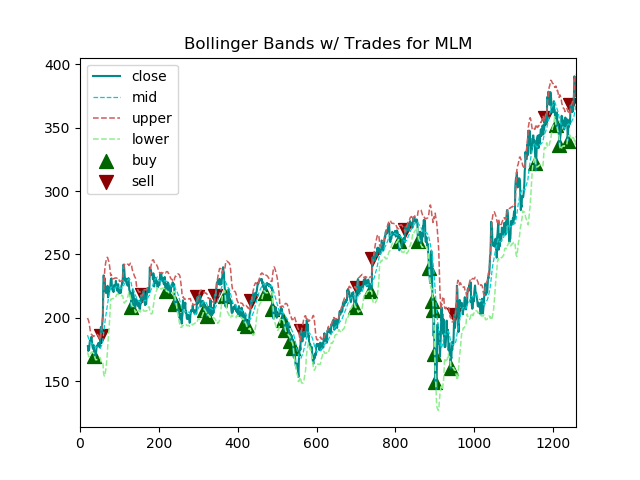 Bollinger Bands w/ Trades for MLM
400
350
300
250
200
150
close
mid
upper
lower
buy
sell
0 200 400 600 800 1000 1200